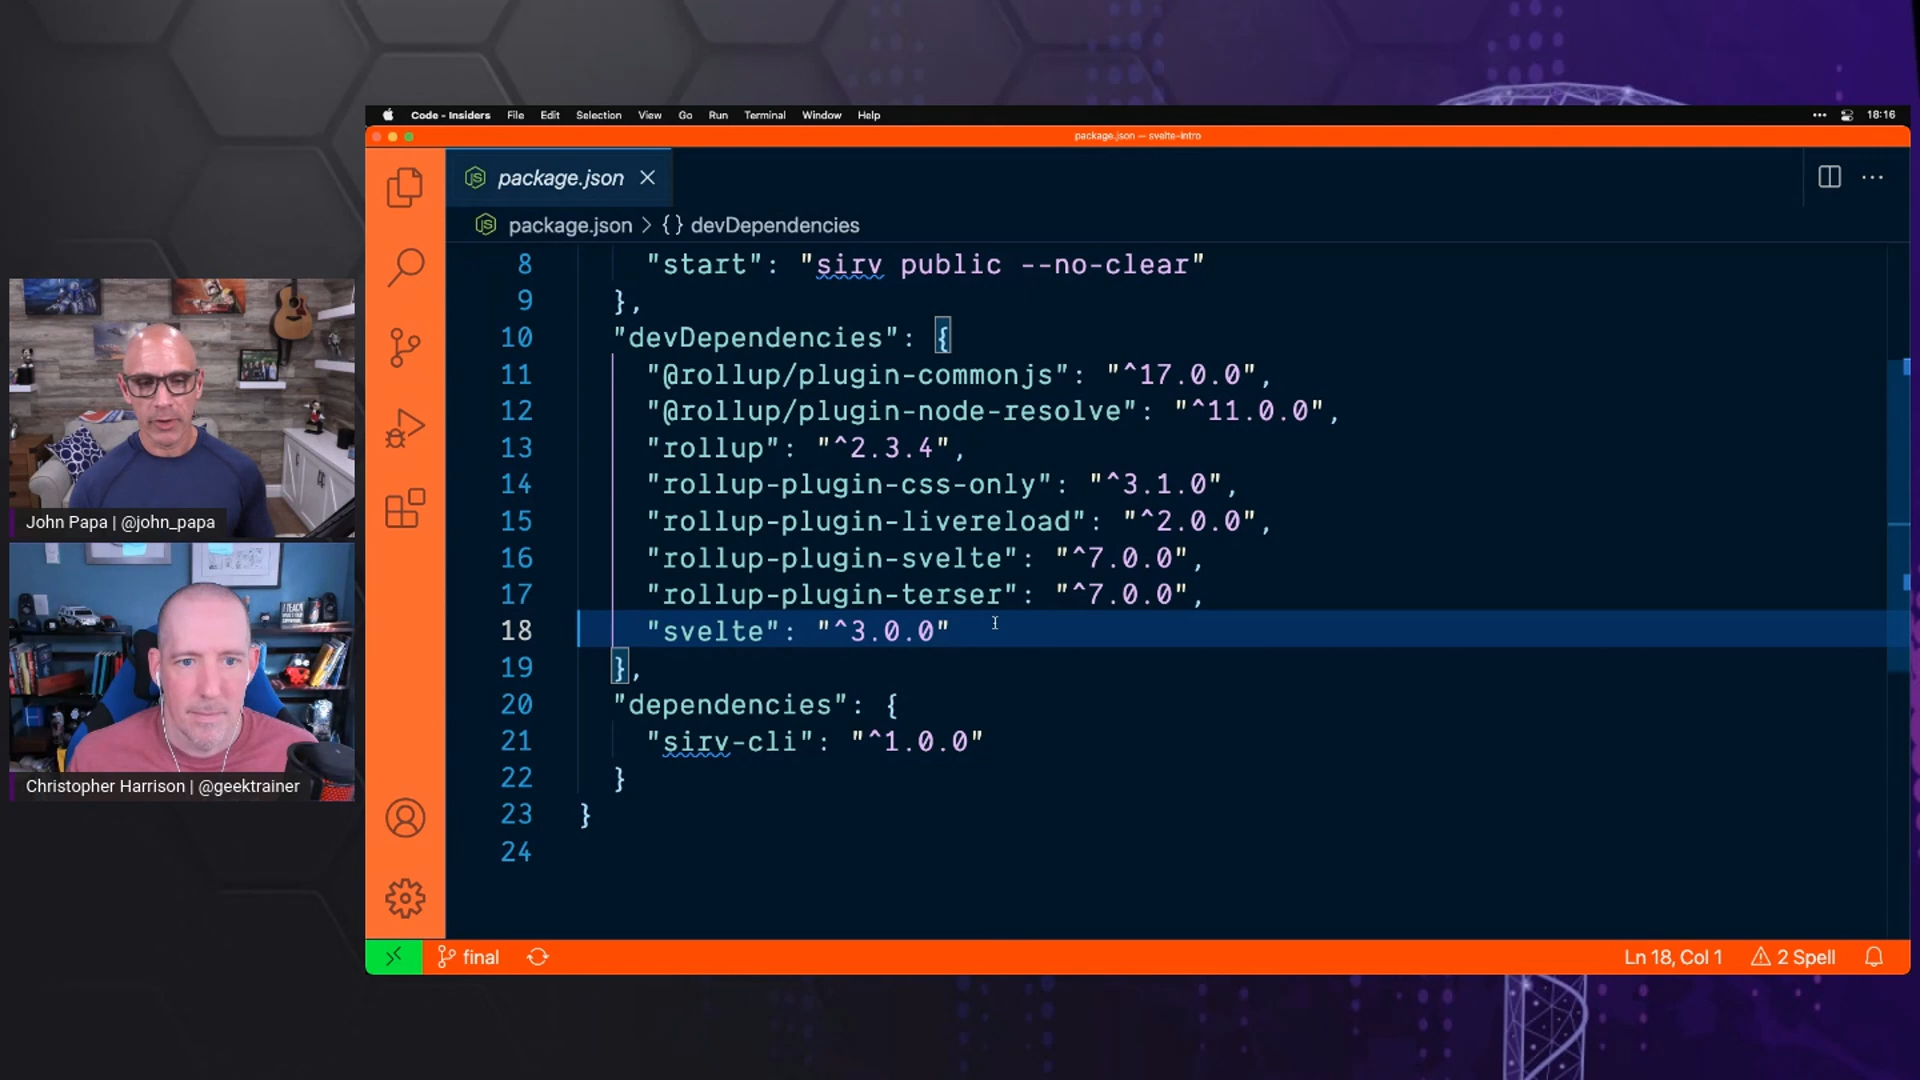 Code - Insiders File Edit Selection View Go Run Terminal Window Help
18:16
package.json — svelte-intro
package.json
package.json > {} devDependencies
8 "start": "sirv public --no-clear"
9 },
10 "devDependencies": {
11 "@rollup/plugin-commonjs": "^17.0.0",
12 "@rollup/plugin-node-resolve": "^11.0.0",
13 "rollup": "^2.3.4",
14 "rollup-plugin-css-only": "^3.1.0",
15 "rollup-plugin-livereload": "^2.0.0",
16 "rollup-plugin-svelte": "^7.0.0",
17 "rollup-plugin-terser": "^7.0.0",
18 "svelte": "^3.0.0"
19 },
20 "dependencies": {
21 "sirv-cli": "^1.0.0"
22 }
23 }
24
final
Ln 18, Col 1
2 Spell
John Papa | @john_papa
Christopher Harrison | @geektrainer